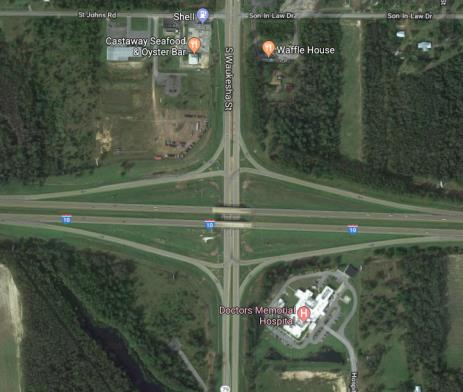 St Johns Rd
Shell
Son-In-Law Dr
Son-In-Law Dr
Castaway Seafood
& Oyster Bar
Waffle House
S Waukesha St
10
10
10
Doctors Memorial
Hospital
H
79